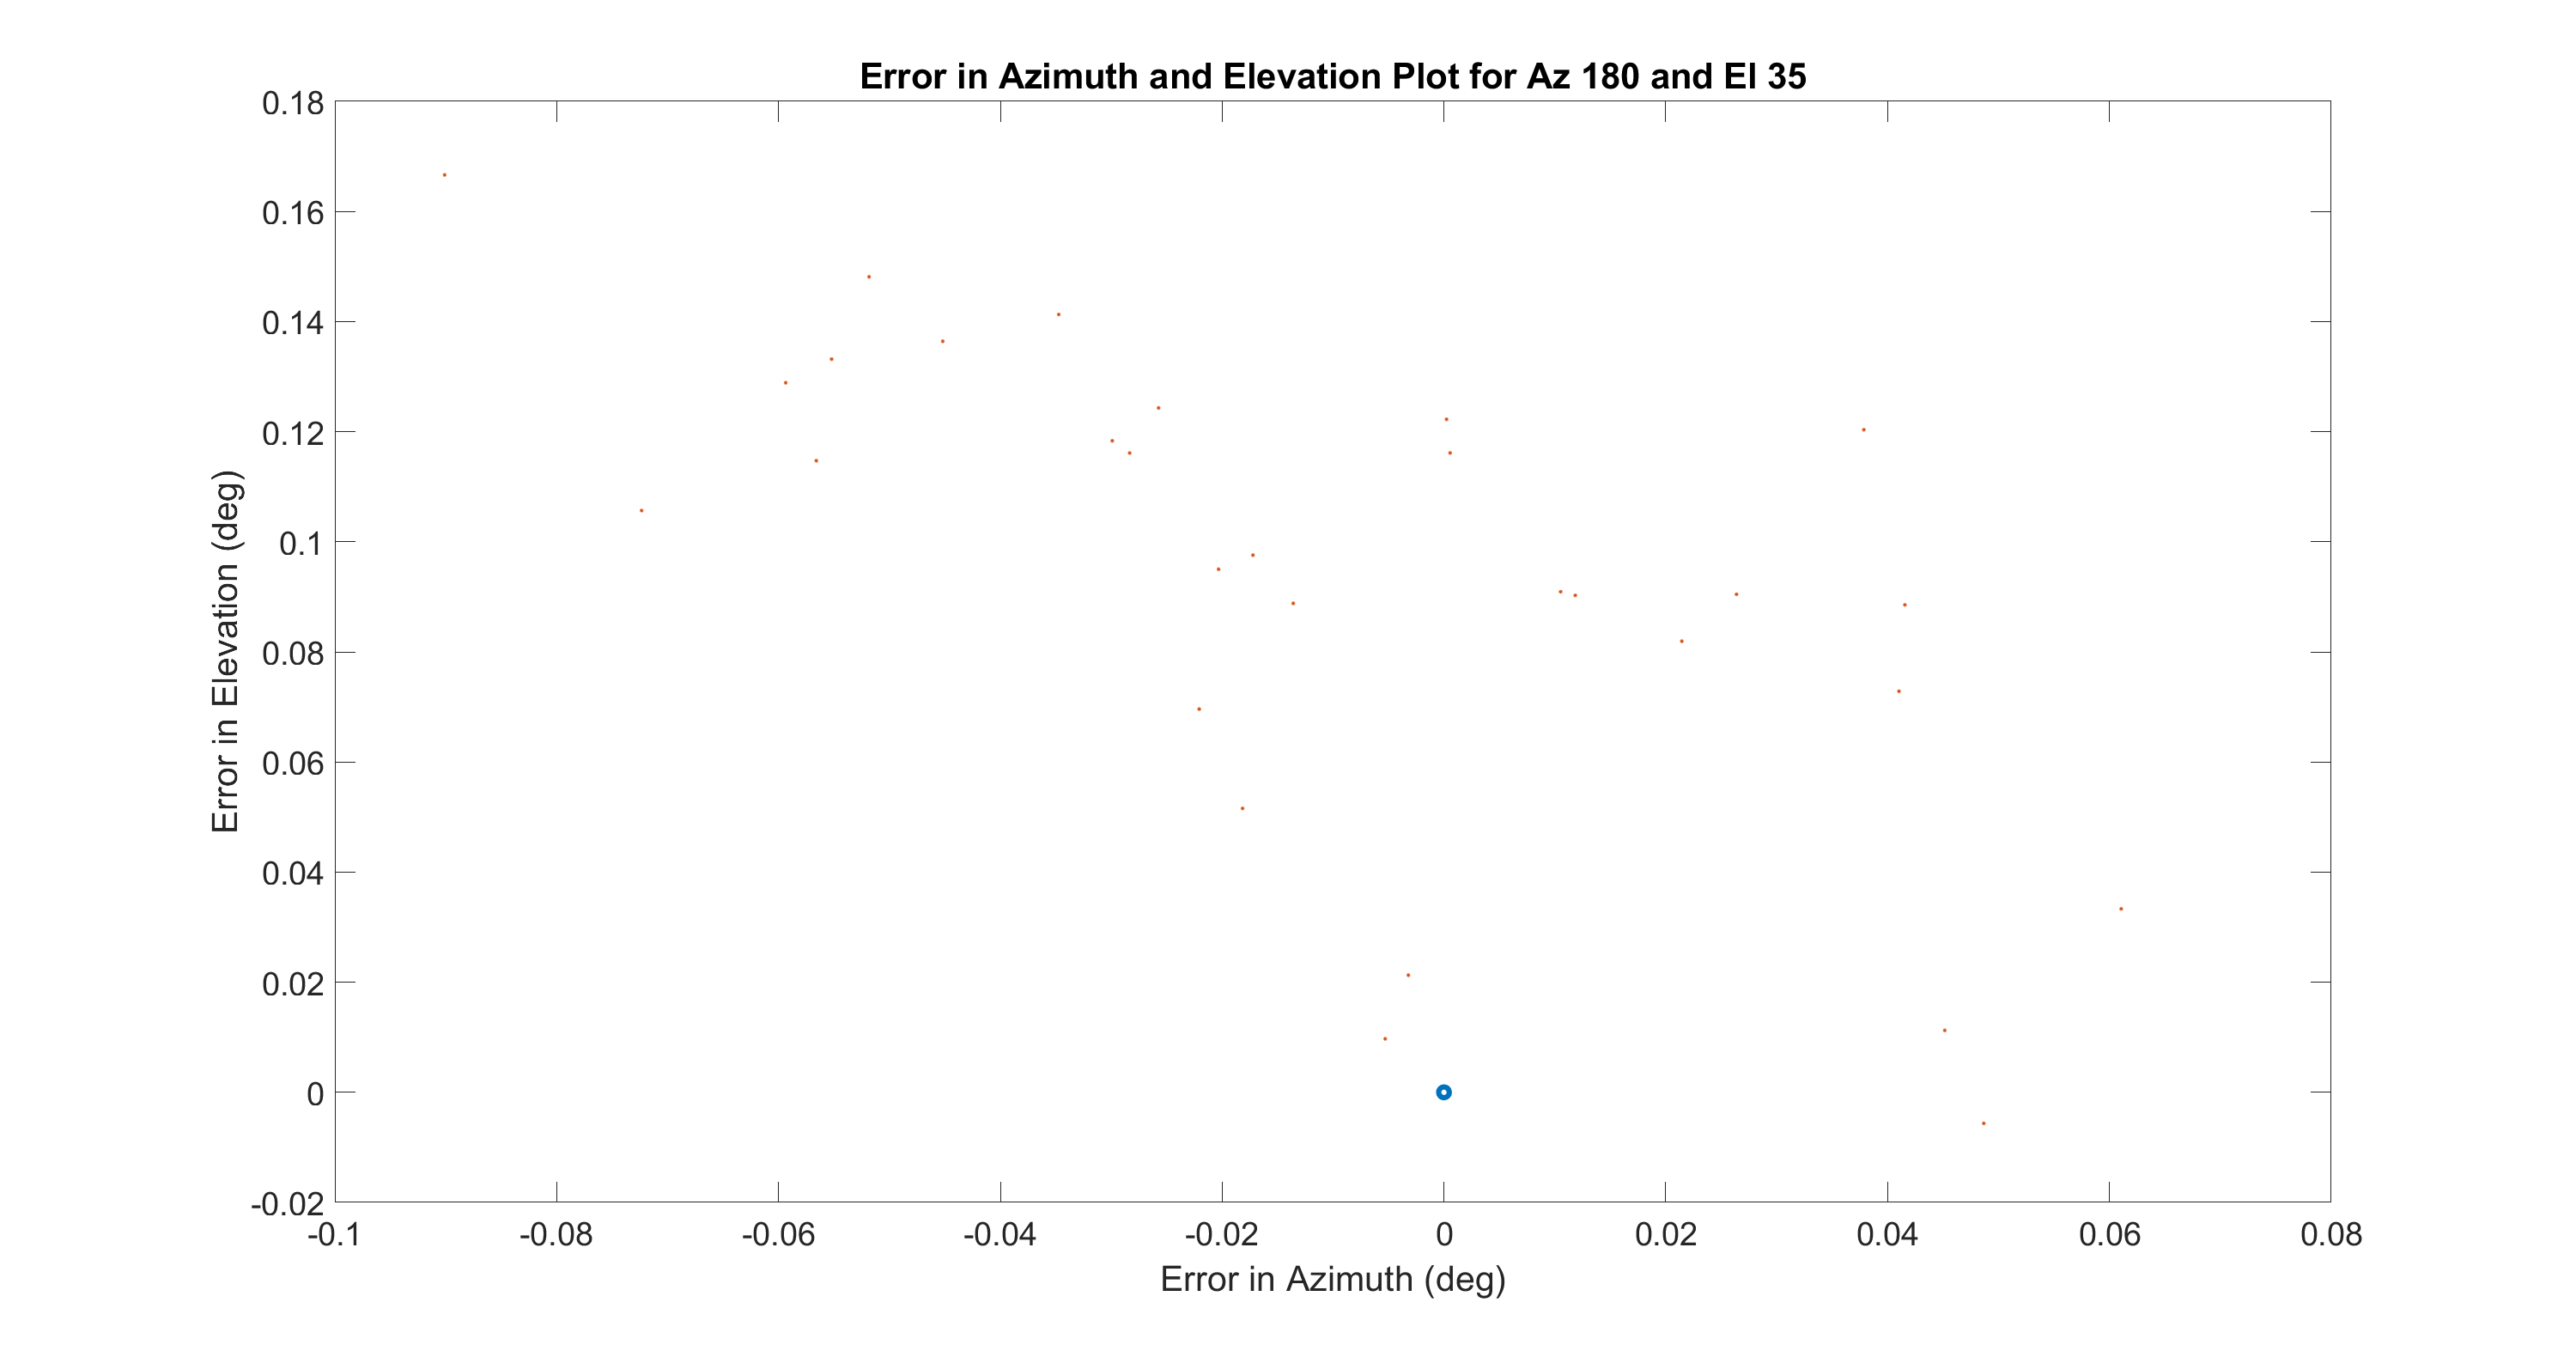 Error in Azimuth and Elevation Plot for Az 180 and El 35
0.18
0.16
0.14
0.12
0.1
0.08
0.06
0.04
0.02
0
-0.02
Error in Elevation (deg)
-0.1 -0.08 -0.06 -0.04 -0.02 0 0.02 0.04 0.06 0.08
Error in Azimuth (deg)